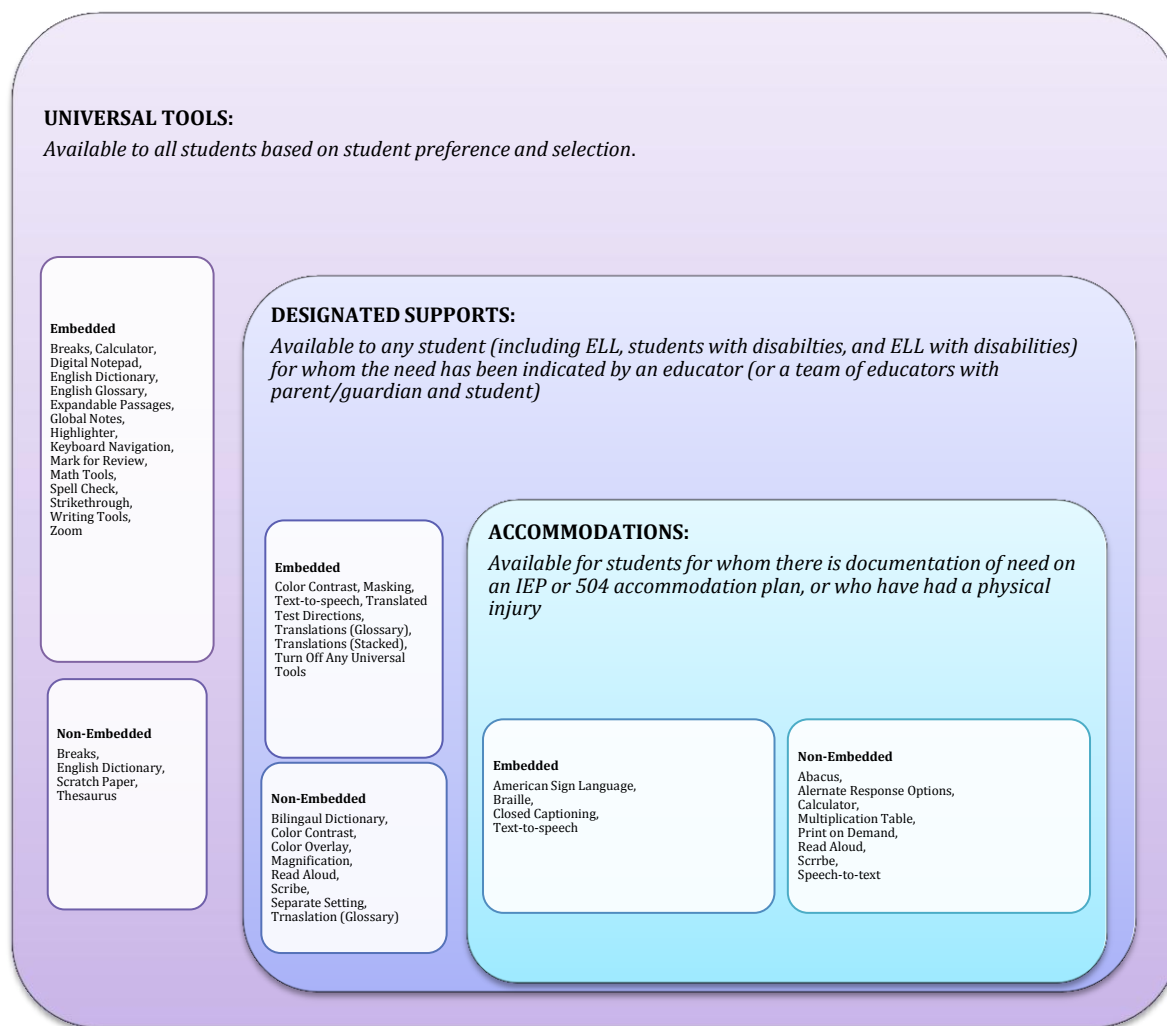 UNIVERSAL TOOLS:
Available to all students based on student preference and selection.
Embedded
Breaks, Calculator,
Digital Notepad,
English Dictionary,
English Glossary,
Expandable Passages,
Global Notes,
Highlighter,
Keyboard Navigation,
Mark for Review,
Math Tools,
Spell Check,
Strikethrough,
Writing Tools,
Zoom
Non-Embedded
Breaks,
English Dictionary,
Scratch Paper,
Thesaurus
DESIGNATED SUPPORTS:
Available to any student (including ELL, students with disabilties, and ELL with disabilities)
for whom the need has been indicated by an educator (or a team of educators with
parent/guardian and student)
Embedded
Color Contrast, Masking,
Text-to-speech, Translated
Test Directions,
Translations (Glossary),
Translations (Stacked),
Turn Off Any Universal
Tools
Non-Embedded
Bilingaul Dictionary,
Color Contrast,
Color Overlay,
Magnification,
Read Aloud,
Scribe,
Separate Setting,
Trnaslation (Glossary)
ACCOMMODATIONS:
Available for students for whom there is documentation of need on
an IEP or 504 accommodation plan, or who have had a physical
injury
Embedded
American Sign Language,
Braille,
Closed Captioning,
Text-to-speech
Non-Embedded
Abacus,
Alernate Response Options,
Calculator,
Multiplication Table,
Print on Demand,
Read Aloud,
Scrrbe,
Speech-to-text